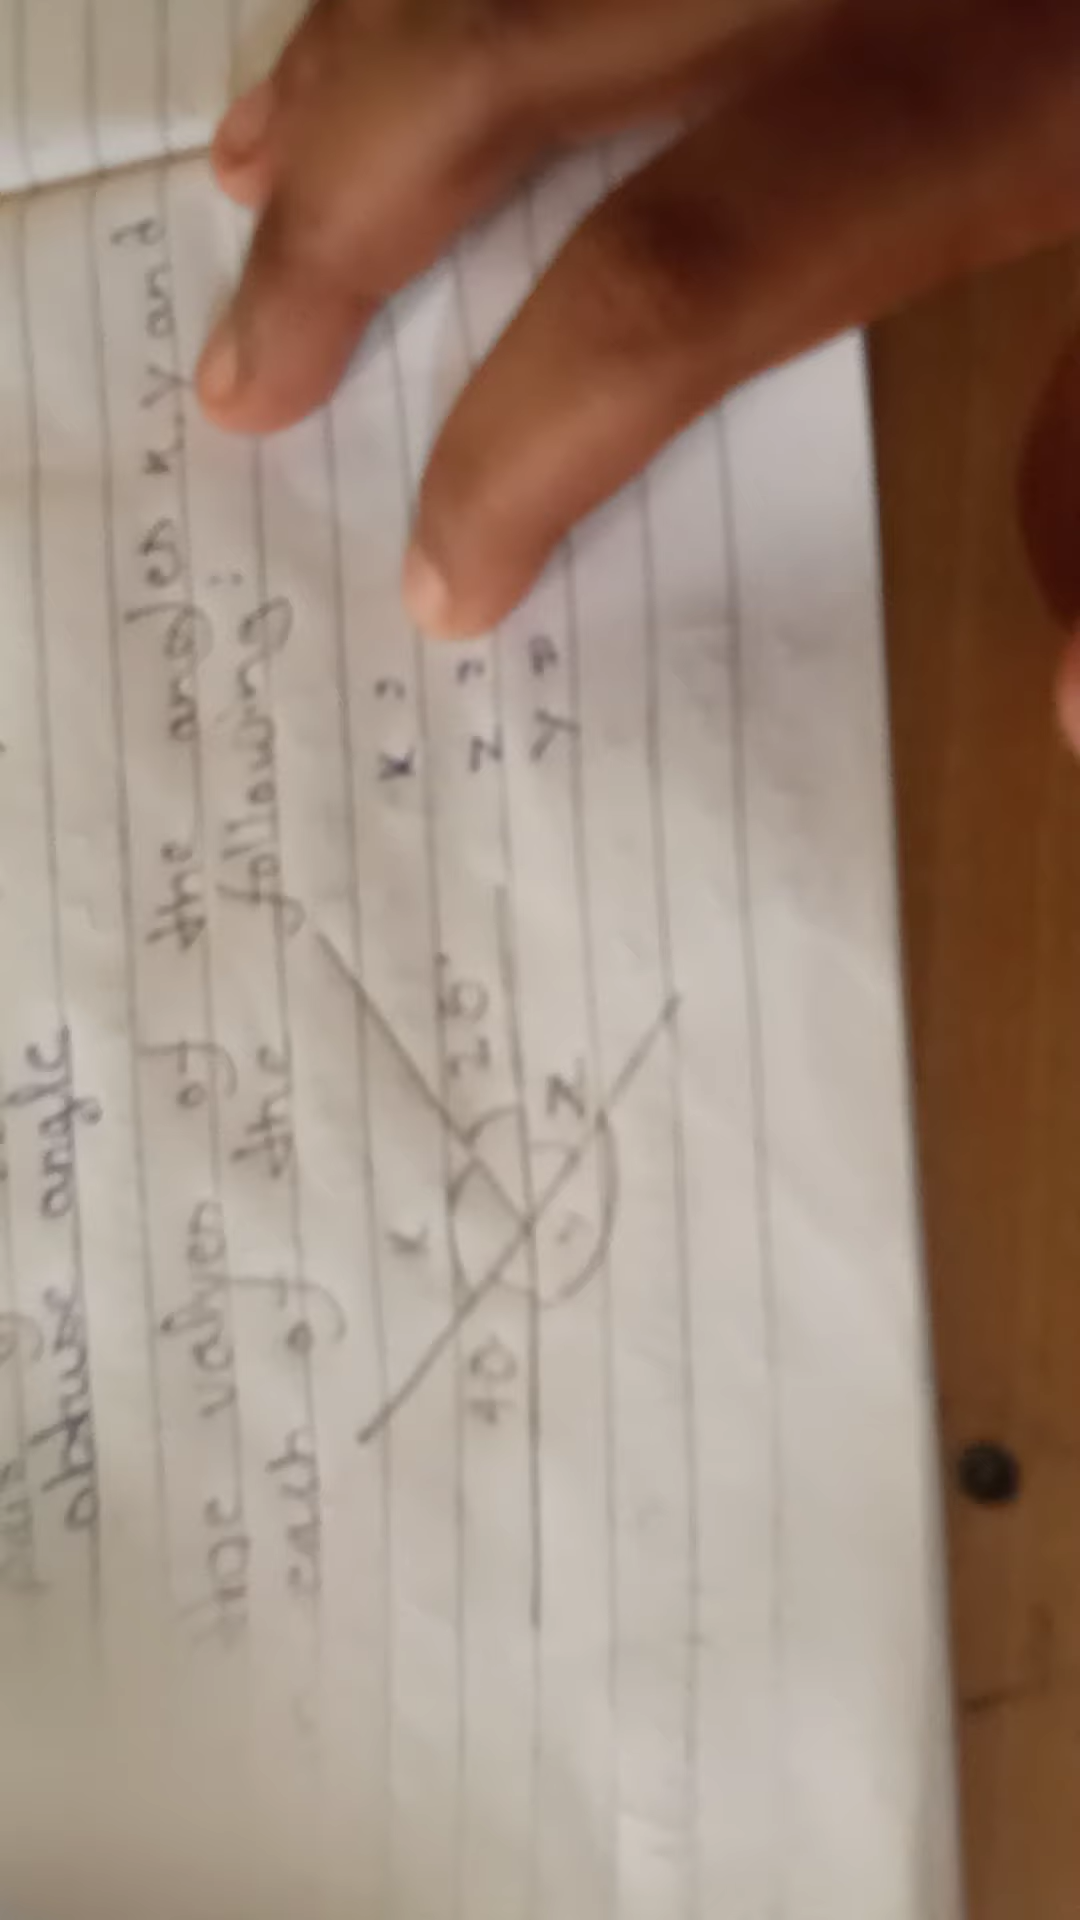 obtuse angle
the values of the angles x, y and
each of the following:
x
25°
x =
40
z
z =
y
y =